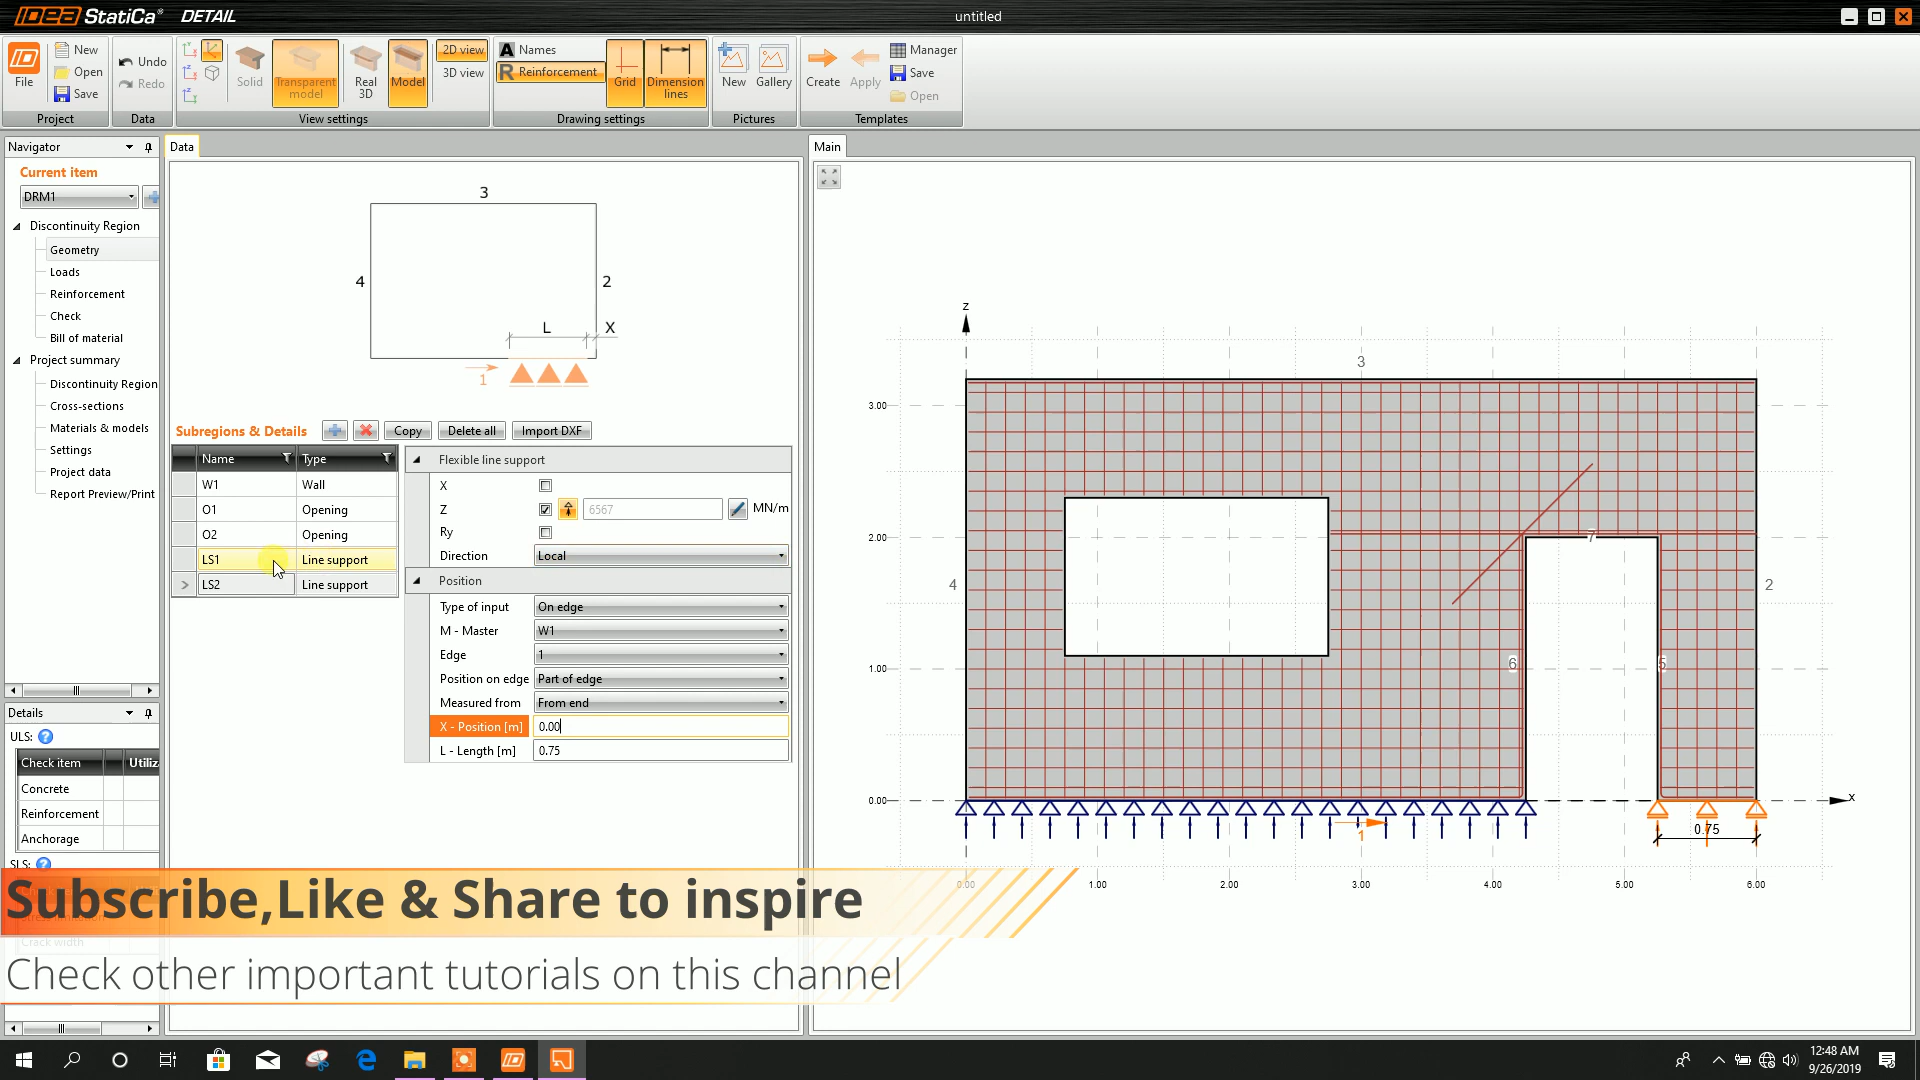 IDEA StatiCa® DETAIL
untitled
File
New
Open
Save
Project
Undo
Redo
Data
Solid
Transparent
model
Real
3D
Model
2D view
3D view
View settings
Names
Reinforcement
Grid
Dimension
lines
Drawing settings
New
Gallery
Pictures
Create
Apply
Manager
Save
Open
Templates
Navigator
Current item
DRM1
Discontinuity Region
Geometry
Loads
Reinforcement
Check
Bill of material
Project summary
Discontinuity Region
Cross-sections
Materials & models
Settings
Project data
Report Preview/Print
Details
ULS:
Check item
Utiliz
Concrete
Reinforcement
Anchorage
SLS:
Crack width
Data
3
4
2
L
X
1
Subregions & Details
Copy
Delete all
Import DXF
Name
Type
W1
Wall
O1
Opening
O2
Opening
LS1
Line support
LS2
Line support
Flexible line support
X
Z
6567
MN/m
Ry
Direction
Local
Position
Type of input
On edge
M - Master
W1
Edge
1
Position on edge
Part of edge
Measured from
From end
X - Position [m]
0.00
L - Length [m]
0.75
Main
z
3
3.00
2.00
7
4
2
1.00
6
5
0.00
x
1
0.75
0.00
1.00
2.00
3.00
4.00
5.00
6.00
Subscribe,Like & Share to inspire
Check other important tutorials on this channel
12:48 AM
9/26/2019